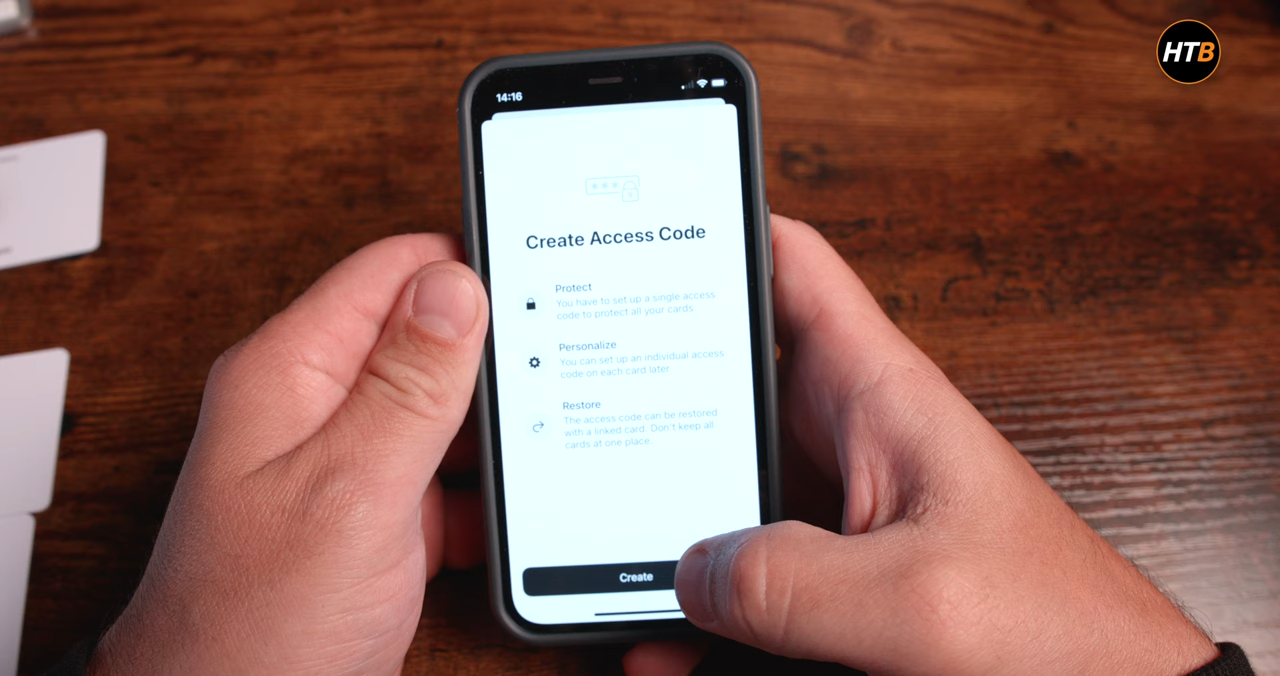 HTB
14:16
***
Create Access Code
Protect
You have to set up a single access
code to protect all your cards
Personalize
You can set up an individual access
code on each card later
Restore
The access code can be restored
with a linked card. Don't keep all
cards at one place.
Create